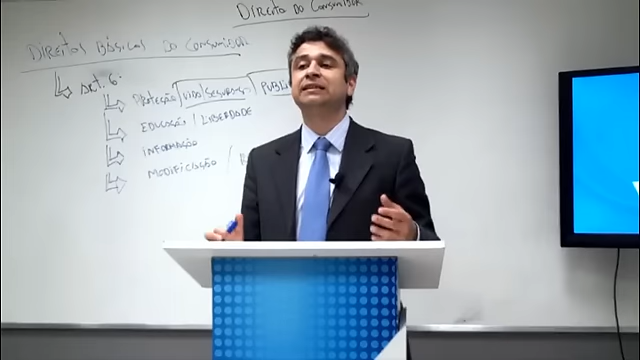 DIREITO DO CONSUMIDOR
DIREITOS BÁSICOS DO CONSUMIDOR
ART. 6º
PROTEÇÃO / VIDA / SEGURANÇA / PUBLI
EDUCAÇÃO / LIBERDADE
INFORMAÇÃO
MODIFICAÇÃO /